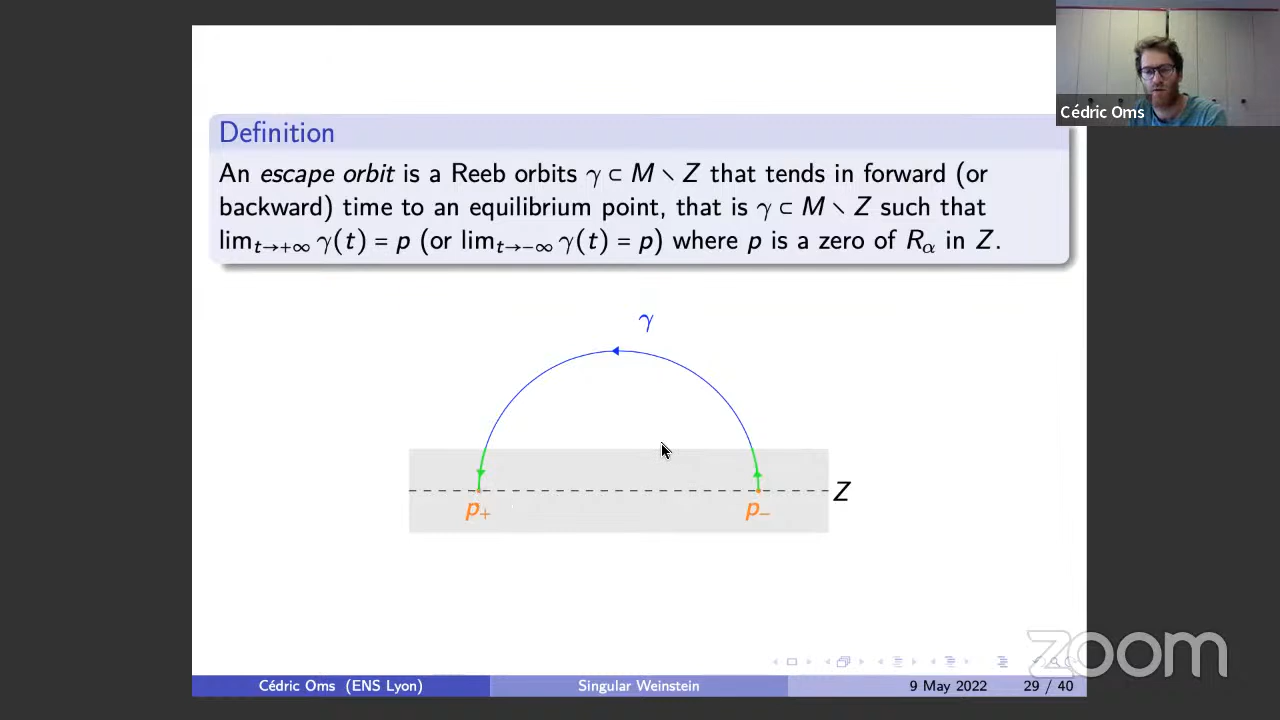 Cédric Oms
Definition
An escape orbit is a Reeb orbits γ ⊂ M ∖ Z that tends in forward (or
backward) time to an equilibrium point, that is γ ⊂ M ∖ Z such that
lim_{t→+∞} γ(t) = p (or lim_{t→−∞} γ(t) = p) where p is a zero of R_α in Z.
γ
Z
p₊
p₋
zoom
Cédric Oms (ENS Lyon)
Singular Weinstein
9 May 2022
29 / 40